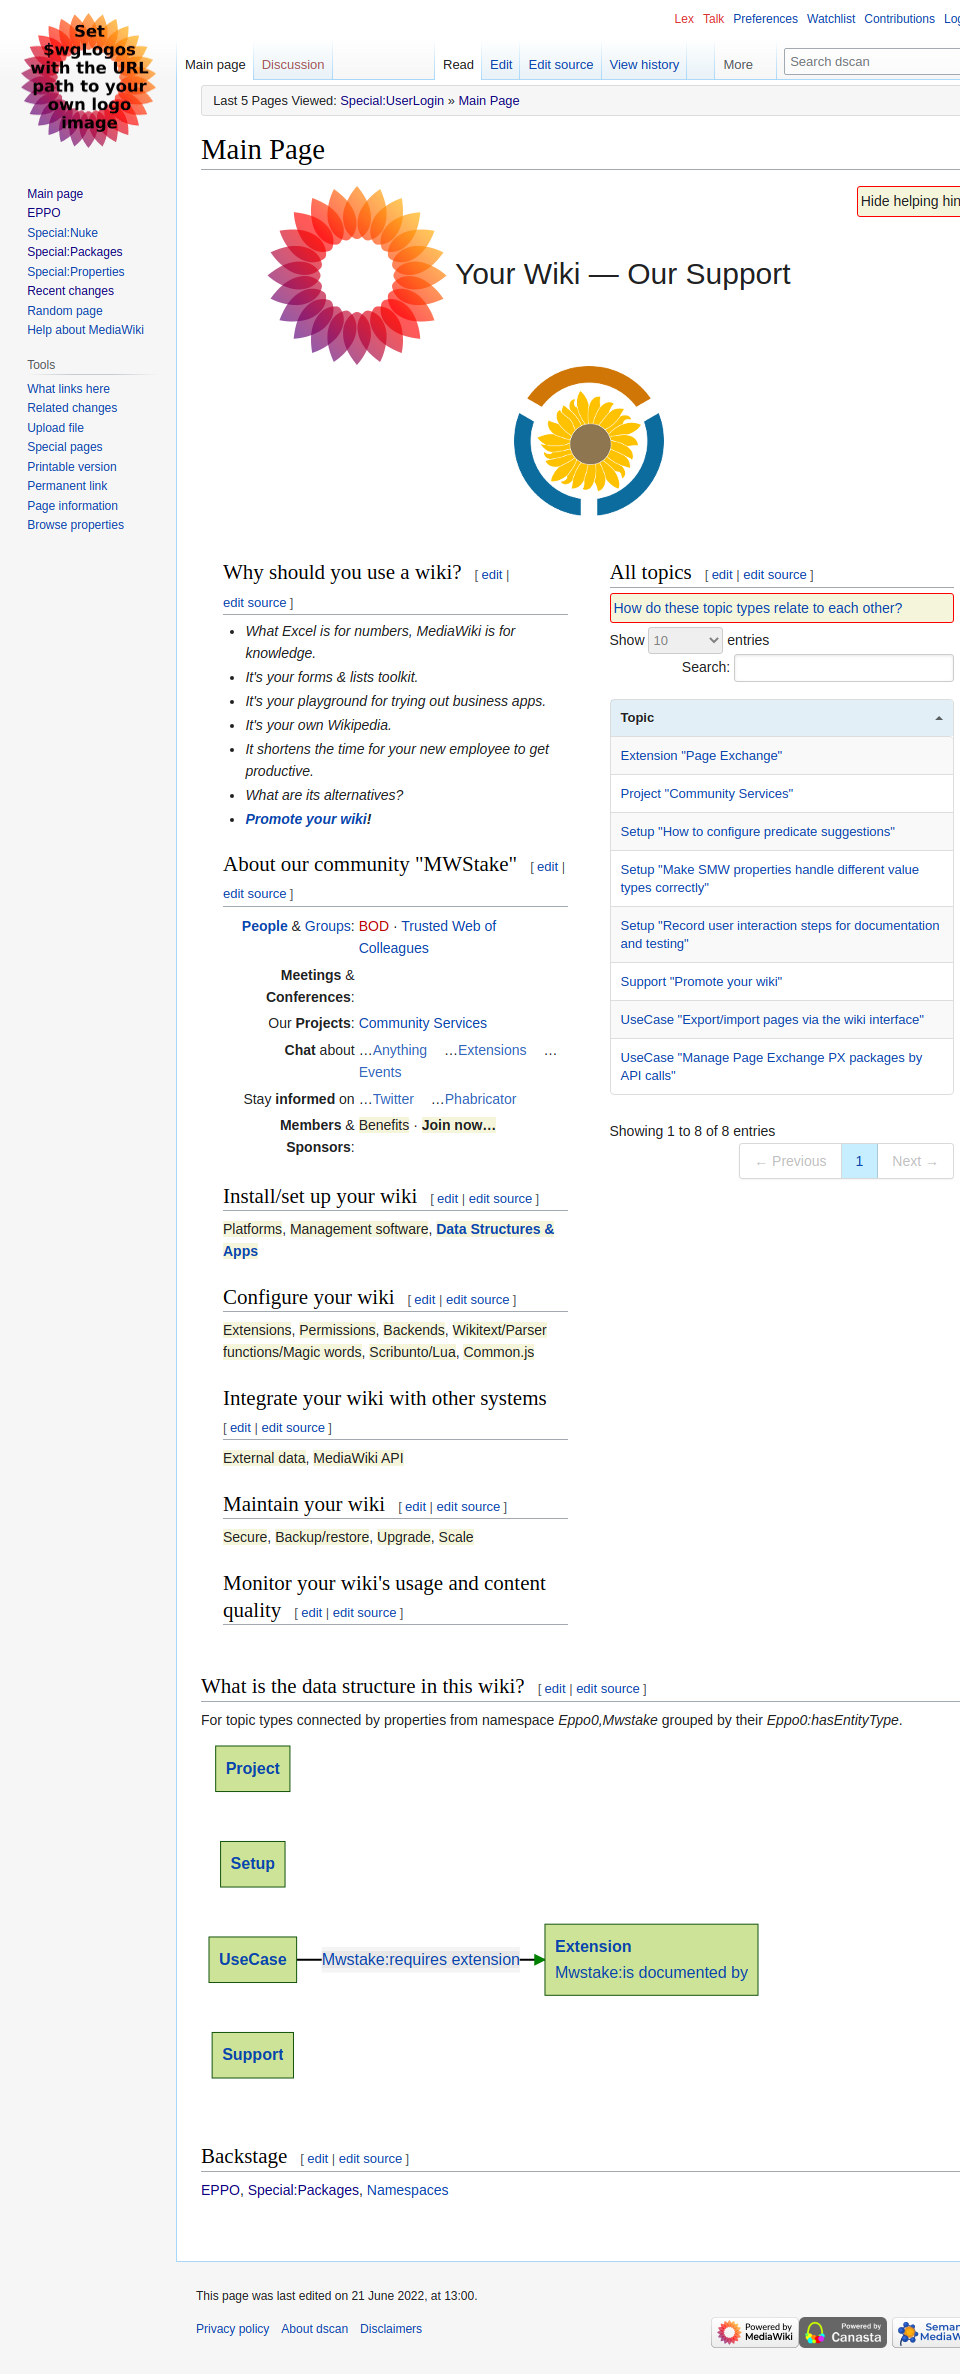 Set
$wgLogos
with the URL
path to your
own logo
image
Lex Talk Preferences Watchlist Contributions
Main page Discussion Read Edit Edit source View history More Search dscan
Last 5 Pages Viewed: Special:UserLogin » Main Page
Main Page
Main page
EPPO
Special:Nuke
Special:Packages
Special:Properties
Recent changes
Random page
Help about MediaWiki
Tools
What links here
Related changes
Upload file
Special pages
Printable version
Permanent link
Page information
Browse properties
Hide helping hin
Your Wiki — Our Support
Why should you use a wiki? [ edit |
edit source ]
• What Excel is for numbers, MediaWiki is for
knowledge.
• It's your forms & lists toolkit.
• It's your playground for trying out business apps.
• It's your own Wikipedia.
• It shortens the time for your new employee to get
productive.
• What are its alternatives?
• Promote your wiki!
About our community "MWStake" [ edit |
edit source ]
People & Groups: BOD · Trusted Web of
Colleagues
Meetings &
Conferences:
Our Projects: Community Services
Chat about …Anything …Extensions …
Events
Stay informed on …Twitter …Phabricator
Members & Benefits · Join now…
Sponsors:
Install/set up your wiki [ edit | edit source ]
Platforms, Management software, Data Structures &
Apps
Configure your wiki [ edit | edit source ]
Extensions, Permissions, Backends, Wikitext/Parser
functions/Magic words, Scribunto/Lua, Common.js
Integrate your wiki with other systems
[ edit | edit source ]
External data, MediaWiki API
Maintain your wiki [ edit | edit source ]
Secure, Backup/restore, Upgrade, Scale
Monitor your wiki's usage and content
quality [ edit | edit source ]
All topics [ edit | edit source ]
How do these topic types relate to each other?
Show 10 entries
Search:
Topic
Extension "Page Exchange"
Project "Community Services"
Setup "How to configure predicate suggestions"
Setup "Make SMW properties handle different value
types correctly"
Setup "Record user interaction steps for documentation
and testing"
Support "Promote your wiki"
UseCase "Export/import pages via the wiki interface"
UseCase "Manage Page Exchange PX packages by
API calls"
Showing 1 to 8 of 8 entries
← Previous 1 Next →
What is the data structure in this wiki? [ edit | edit source ]
For topic types connected by properties from namespace Eppo0,Mwstake grouped by their Eppo0:hasEntityType.
Project
Setup
UseCase Mwstake:requires extension Extension
Mwstake:is documented by
Support
Backstage [ edit | edit source ]
EPPO, Special:Packages, Namespaces
This page was last edited on 21 June 2022, at 13:00.
Privacy policy About dscan Disclaimers
Powered by
MediaWiki
Powered by
Canasta
Seman
MediaW